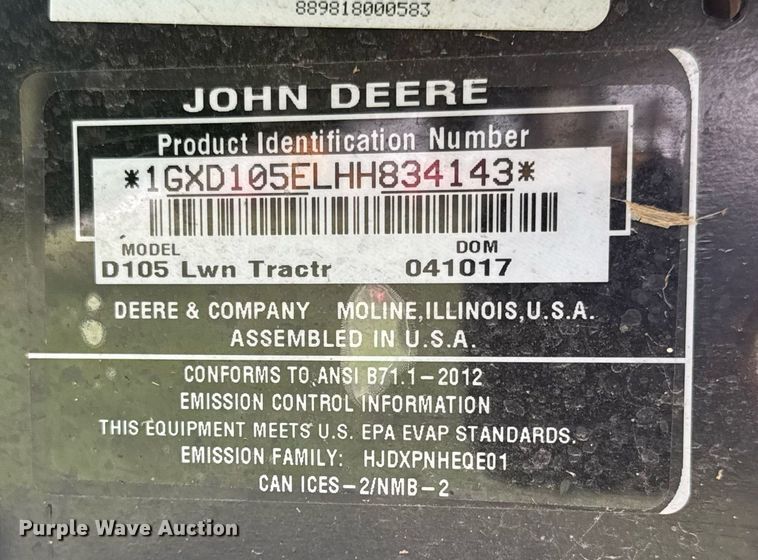 889818000583
JOHN DEERE
Product Identification Number
*1GXD105ELHH834143*
MODEL DOM
D105 Lwn Tractr 041017
DEERE & COMPANY MOLINE, ILLINOIS, U.S.A.
ASSEMBLED IN U.S.A.
CONFORMS TO ANSI B71.1-2012
EMISSION CONTROL INFORMATION
THIS EQUIPMENT MEETS U.S. EPA EVAP STANDARDS.
EMISSION FAMILY: HJDXPNHEQE01
CAN ICES-2/NMB-2
Purple Wave Auction